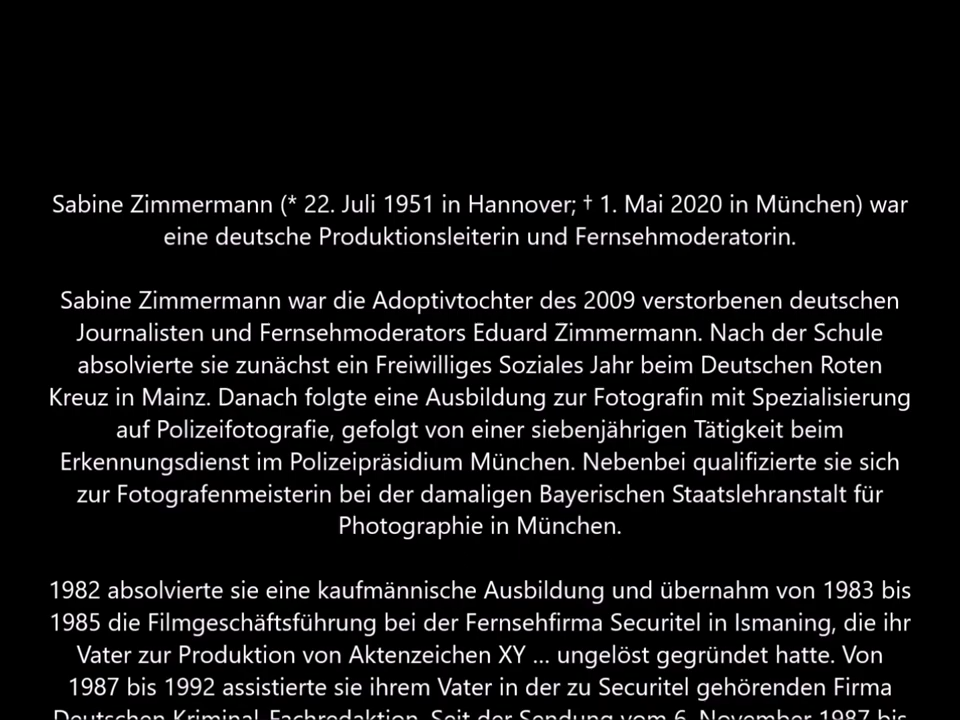 Sabine Zimmermann (* 22. Juli 1951 in Hannover; † 1. Mai 2020 in München) war
eine deutsche Produktionsleiterin und Fernsehmoderatorin.
Sabine Zimmermann war die Adoptivtochter des 2009 verstorbenen deutschen
Journalisten und Fernsehmoderators Eduard Zimmermann. Nach der Schule
absolvierte sie zunächst ein Freiwilliges Soziales Jahr beim Deutschen Roten
Kreuz in Mainz. Danach folgte eine Ausbildung zur Fotografin mit Spezialisierung
auf Polizeifotografie, gefolgt von einer siebenjährigen Tätigkeit beim
Erkennungsdienst im Polizeipräsidium München. Nebenbei qualifizierte sie sich
zur Fotografenmeisterin bei der damaligen Bayerischen Staatslehranstalt für
Photographie in München.
1982 absolvierte sie eine kaufmännische Ausbildung und übernahm von 1983 bis
1985 die Filmgeschäftsführung bei der Fernsehfirma Securitel in Ismaning, die ihr
Vater zur Produktion von Aktenzeichen XY … ungelöst gegründet hatte. Von
1987 bis 1992 assistierte sie ihrem Vater in der zu Securitel gehörenden Firma
Deutschen Kriminal-Fachredaktion. Seit der Sendung vom 6. November 1987 bis